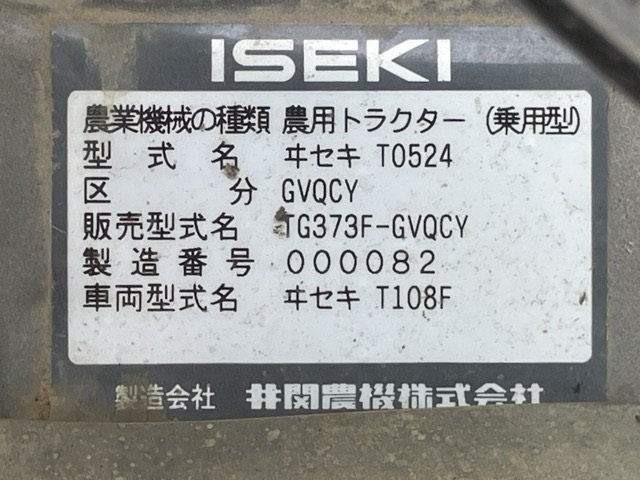 ISEKI
農業機械の種類 農用トラクター (乗用型)
型式名 ヰセキ T0524
区分 GVQCY
販売型式名 TG373F-GVQCY
製造番号 000082
車両型式名 ヰセキ T108F
製造会社 井関農機株式会社